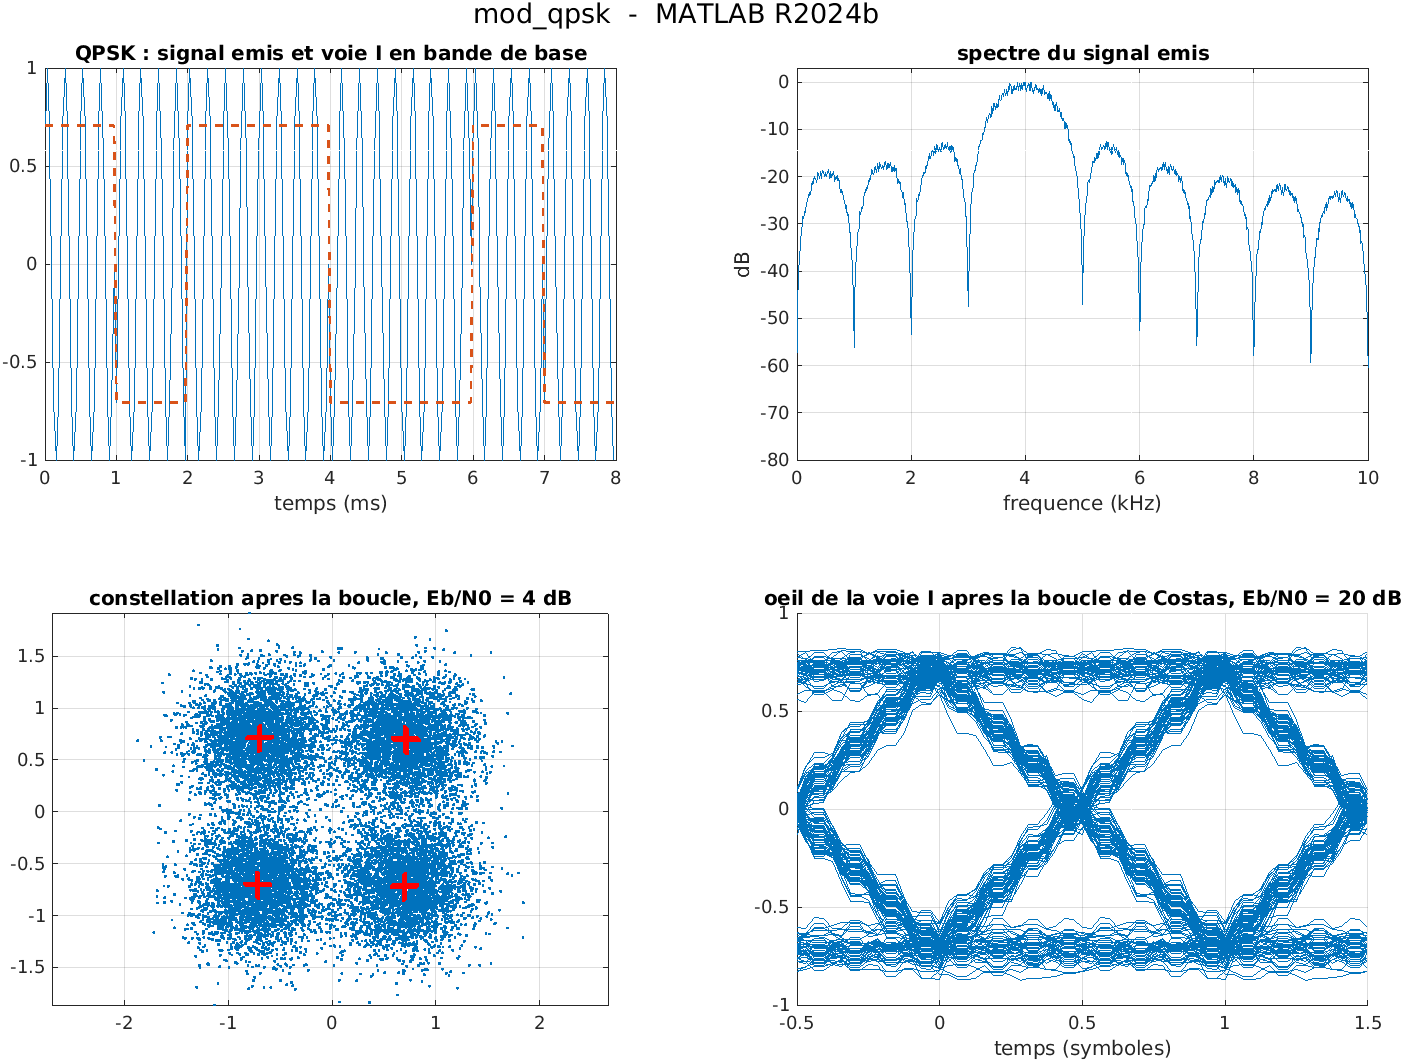 mod_qpsk - MATLAB R2024b
QPSK : signal emis et voie I en bande de base
1
0.5
0
-0.5
-1
0 1 2 3 4 5 6 7 8
temps (ms)
spectre du signal emis
0
-10
-20
-30
-40
-50
-60
-70
-80
dB
0 2 4 6 8 10
frequence (kHz)
constellation apres la boucle, Eb/N0 = 4 dB
1.5
1
0.5
0
-0.5
-1
-1.5
-2 -1 0 1 2
oeil de la voie I apres la boucle de Costas, Eb/N0 = 20 dB
1
0.5
0
-0.5
-1
-0.5 0 0.5 1 1.5
temps (symboles)